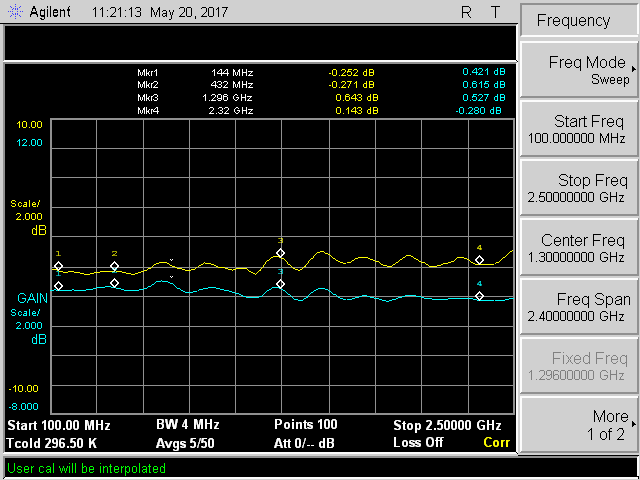 Agilent 11:21:13 May 20, 2017 R T
Frequency
Mkr1 144 MHz -0.252 dB 0.421 dB
Mkr2 432 MHz -0.271 dB 0.615 dB
Mkr3 1.296 GHz 0.643 dB 0.527 dB
Mkr4 2.32 GHz 0.143 dB -0.280 dB
10.00
12.00
Scale/
2.000
dB
GAIN
Scale/
2.000
dB
-10.00
-8.000
1
2
3
4
1
3
4
Start 100.00 MHz BW 4 MHz Points 100 Stop 2.50000 GHz
Tcold 296.50 K Avgs 5/50 Att 0/-- dB Loss Off Corr
User cal will be interpolated
Freq Mode
Sweep
Start Freq
100.000000 MHz
Stop Freq
2.50000000 GHz
Center Freq
1.30000000 GHz
Freq Span
2.40000000 GHz
Fixed Freq
1.29600000 GHz
More
1 of 2